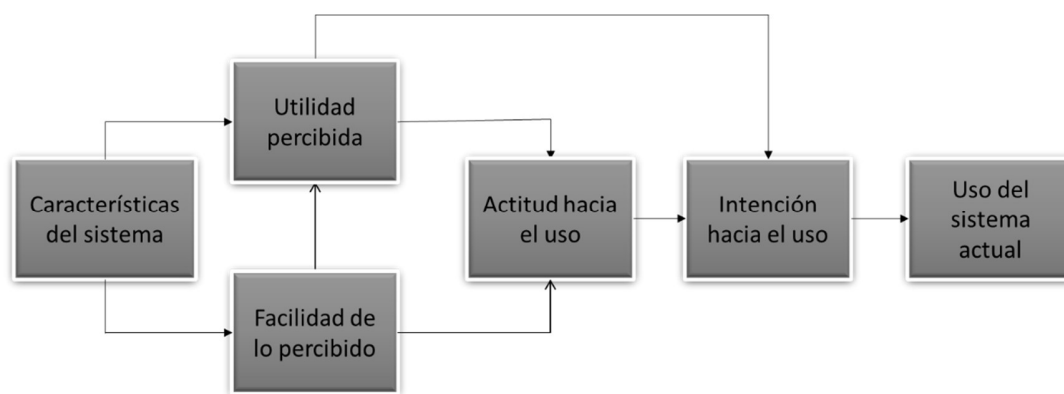 Utilidad
percibida
Características
del sistema
Actitud hacia
el uso
Intención
hacia el uso
Uso del
sistema
actual
Facilidad de
lo percibido